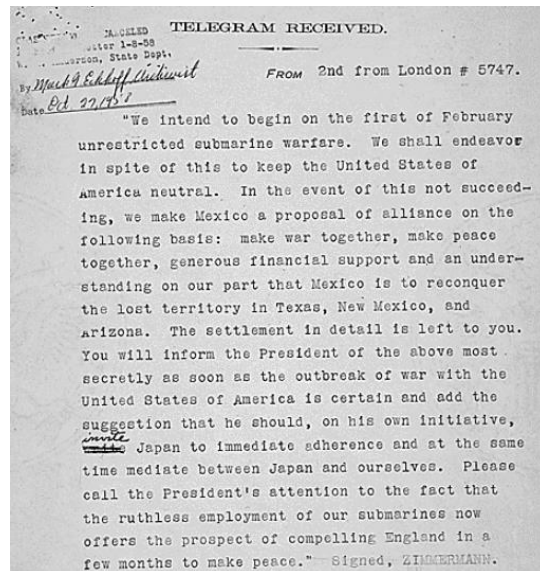 TELEGRAM RECEIVED.
CANCELED
letter 1-8-58
State Dept.
By Mark G. Eckhoff Archivist
Date Oct. 27, 1958
FROM 2nd from London # 5747.
"We intend to begin on the first of February
unrestricted submarine warfare. We shall endeavor
in spite of this to keep the United States of
America neutral. In the event of this not succeed-
ing, we make Mexico a proposal of alliance on the
following basis: make war together, make peace
together, generous financial support and an under-
standing on our part that Mexico is to reconquer
the lost territory in Texas, New Mexico, and
Arizona. The settlement in detail is left to you.
You will inform the President of the above most
secretly as soon as the outbreak of war with the
United States of America is certain and add the
suggestion that he should, on his own initiative,
invite
Japan to immediate adherence and at the same
time mediate between Japan and ourselves. Please
call the President's attention to the fact that
the ruthless employment of our submarines now
offers the prospect of compelling England in a
few months to make peace." Signed, ZIMMERMANN.